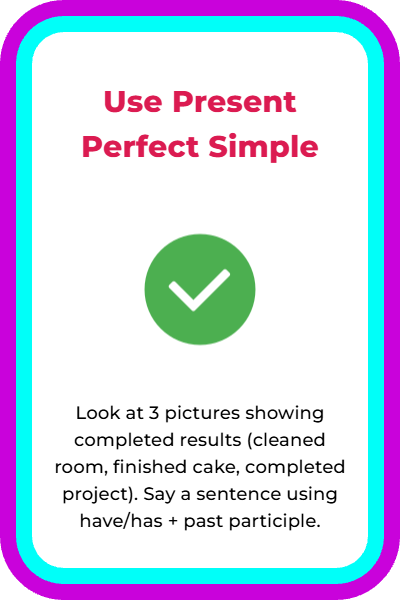 Use Present
Perfect Simple
Look at 3 pictures showing
completed results (cleaned
room, finished cake, completed
project). Say a sentence using
have/has + past participle.